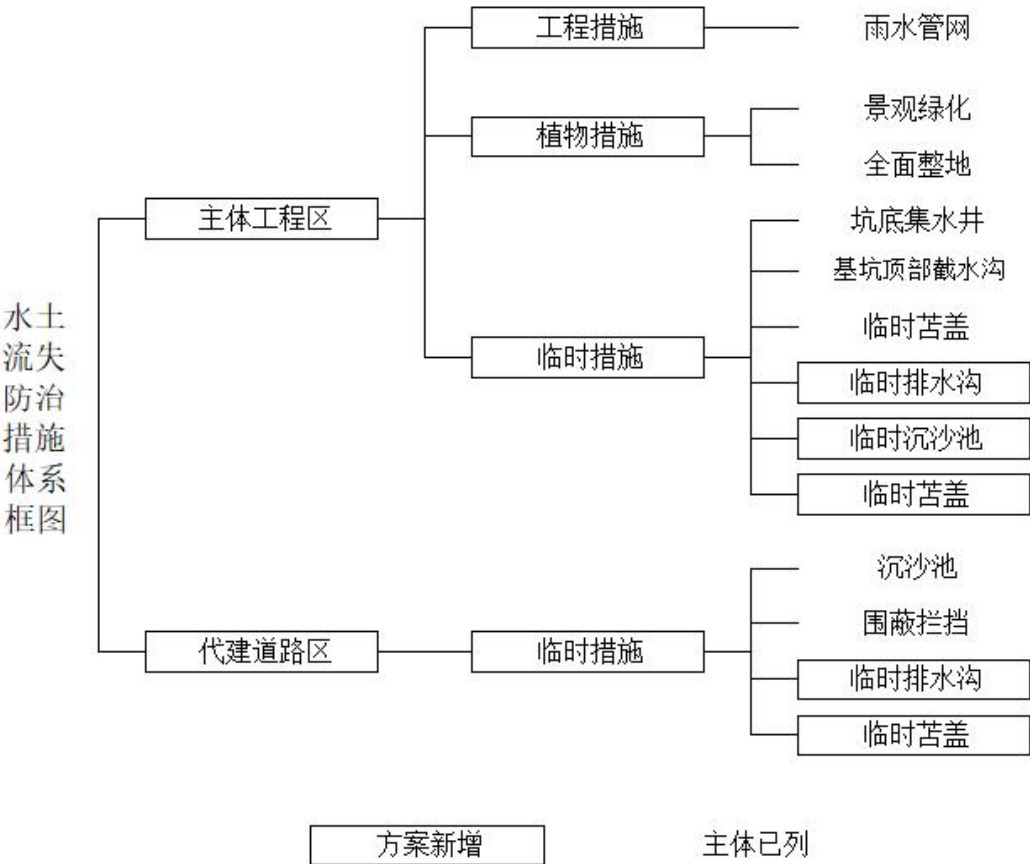 工程措施
雨水管网
植物措施
景观绿化
全面整地
主体工程区
临时措施
坑底集水井
基坑顶部截水沟
临时苫盖
临时排水沟
临时沉沙池
临时苫盖
水土
流失
防治
措施
体系
框图
代建道路区
临时措施
沉沙池
围蔽拦挡
临时排水沟
临时苫盖
方案新增
主体已列